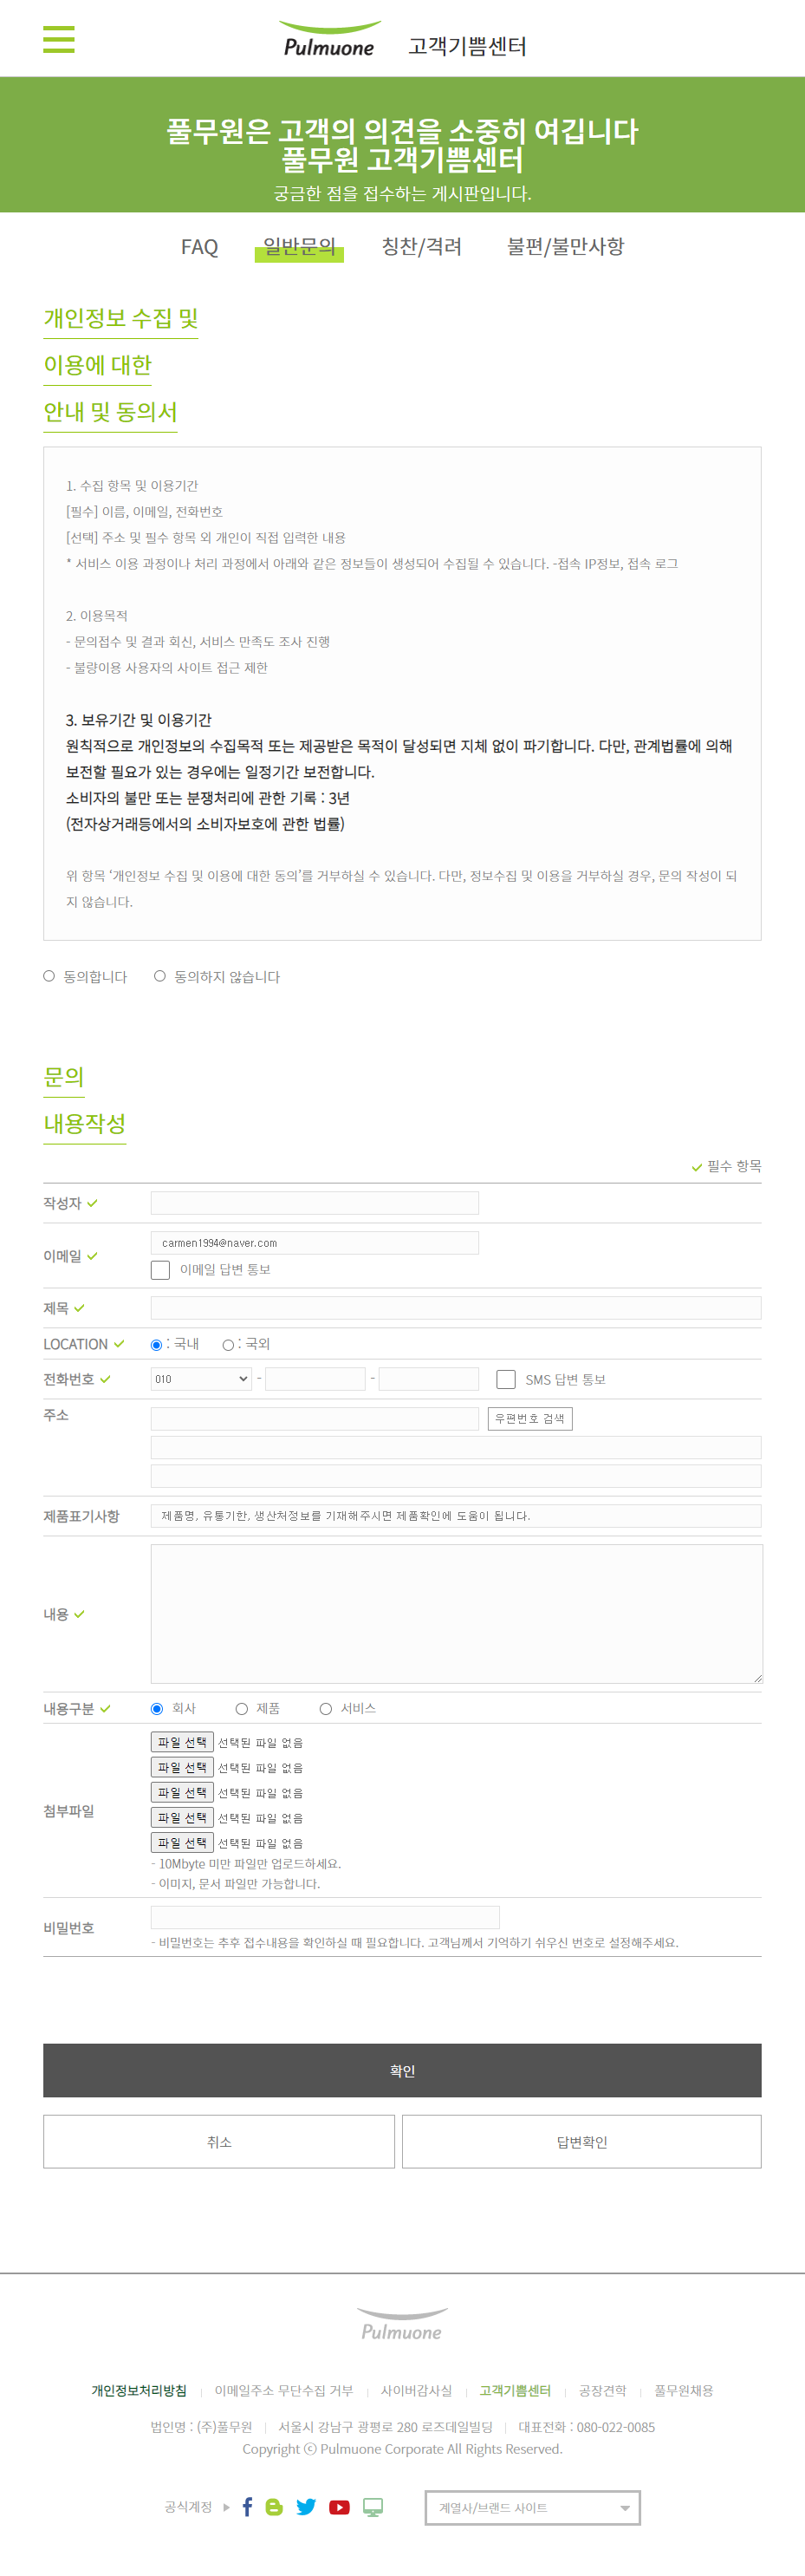 Pulmuone 고객기쁨센터
풀무원은 고객의 의견을 소중히 여깁니다
풀무원 고객기쁨센터
궁금한 점을 접수하는 게시판입니다.
FAQ 일반문의 칭찬/격려 불편/불만사항
개인정보 수집 및
이용에 대한
안내 및 동의서
1. 수집 항목 및 이용기간
[필수] 이름, 이메일, 전화번호
[선택] 주소 및 필수 항목 외 개인이 직접 입력한 내용
* 서비스 이용 과정이나 처리 과정에서 아래와 같은 정보들이 생성되어 수집될 수 있습니다. -접속 IP정보, 접속 로그
2. 이용목적
- 문의접수 및 결과 회신, 서비스 만족도 조사 진행
- 불량이용 사용자의 사이트 접근 제한
3. 보유기간 및 이용기간
원칙적으로 개인정보의 수집목적 또는 제공받은 목적이 달성되면 지체 없이 파기합니다. 다만, 관계법률에 의해
보전할 필요가 있는 경우에는 일정기간 보전합니다.
소비자의 불만 또는 분쟁처리에 관한 기록 : 3년
(전자상거래등에서의 소비자보호에 관한 법률)
위 항목 ‘개인정보 수집 및 이용에 대한 동의’를 거부하실 수 있습니다. 다만, 정보수집 및 이용을 거부하실 경우, 문의 작성이 되
지 않습니다.
동의합니다 동의하지 않습니다
문의
내용작성
필수 항목
작성자
이메일 carmen1994@naver.com
이메일 답변 통보
제목
LOCATION : 국내 : 국외
전화번호 010 - - SMS 답변 통보
주소 우편번호 검색
제품표기사항 제품명, 유통기한, 생산처정보를 기재해주시면 제품확인에 도움이 됩니다.
내용
내용구분 회사 제품 서비스
파일 선택 선택된 파일 없음
파일 선택 선택된 파일 없음
파일 선택 선택된 파일 없음
첨부파일
파일 선택 선택된 파일 없음
파일 선택 선택된 파일 없음
- 10Mbyte 미만 파일만 업로드하세요.
- 이미지, 문서 파일만 가능합니다.
비밀번호
- 비밀번호는 추후 접수내용을 확인하실 때 필요합니다. 고객님께서 기억하기 쉬우신 번호로 설정해주세요.
확인
취소 답변확인
Pulmuone
개인정보처리방침 이메일주소 무단수집 거부 사이버감사실 고객기쁨센터 공장견학 풀무원채용
법인명 : (주)풀무원 서울시 강남구 광평로 280 로즈데일빌딩 대표전화 : 080-022-0085
Copyright ⓒ Pulmuone Corporate All Rights Reserved.
공식계정 계열사/브랜드 사이트